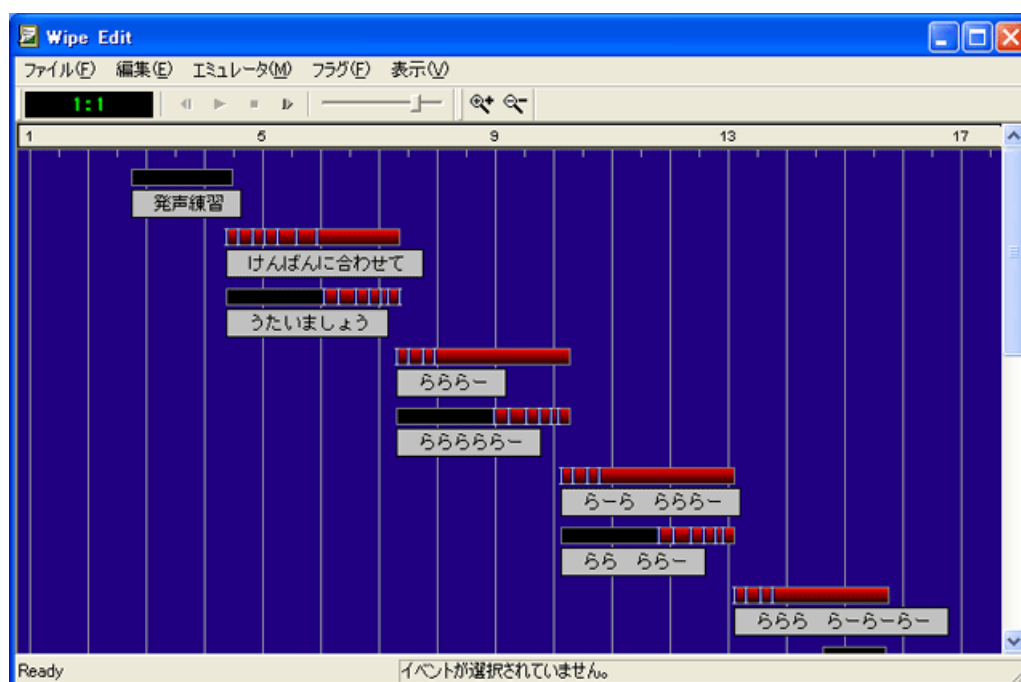 Wipe Edit
ファイル(F) 編集(E) エミュレータ(M) フラグ(F) 表示(V)
1:1
1 5 9 13 17
発声練習
けんばんに合わせて
うたいましょう
らららー
らららららー
らーら　らららー
らら　ららー
ららら　らーらーらー
Ready イベントが選択されていません。